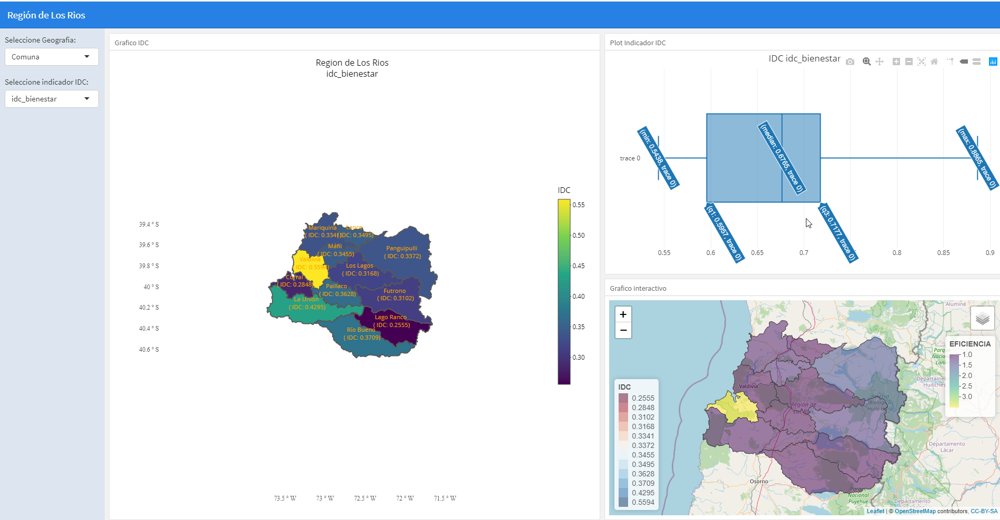 Región de Los Rios
Seleccione Geografia:
Comuna
Seleccione indicador IDC:
idc_bienestar
Grafico IDC
Region de Los Rios
idc_bienestar
39.4 ° S
39.6 ° S
39.8 ° S
40 ° S
40.2 ° S
40.4 ° S
40.6 ° S
73.5 ° W
73 ° W
72.5 ° W
72 ° W
71.5 ° W
Mariquina
( IDC: 0.3341)
Lanco
( IDC: 0.3495)
Máfil
( IDC: 0.3455)
Panguipulli
( IDC: 0.3372)
Valdivia
( IDC: 0.5594)
Los Lagos
( IDC: 0.3168)
Corral
( IDC: 0.2848)
Paillaco
( IDC: 0.3628)
Futrono
( IDC: 0.3102)
La Unión
( IDC: 0.4295)
Lago Ranco
( IDC: 0.2555)
Río Bueno
( IDC: 0.3709)
IDC
0.55
0.50
0.45
0.40
0.35
0.30
Plot Indicador IDC
IDC idc_bienestar
trace 0
(min: 0.5438, trace 0)
(q1: 0.5957, trace 0)
(median: 0.6765, trace 0)
(q3: 0.7177, trace 0)
(max: 0.8865, trace 0)
0.55
0.6
0.65
0.7
0.8
0.85
0.9
Grafico interactivo
+
−
Aluminé
EFICIENCIA
1.0
1.5
2.0
2.5
3.0
Valdivia
Región de
Los Ríos
Reserva
Biológica
Huilo Huilo
Departamento
Lácar
Osorno
Parque
Nacional
Puyehue
IDC
0.2555
0.2848
0.3102
0.3168
0.3341
0.3372
0.3455
0.3495
0.3628
0.3709
0.4295
0.5594
Leaflet | © OpenStreetMap contributors, CC-BY-SA